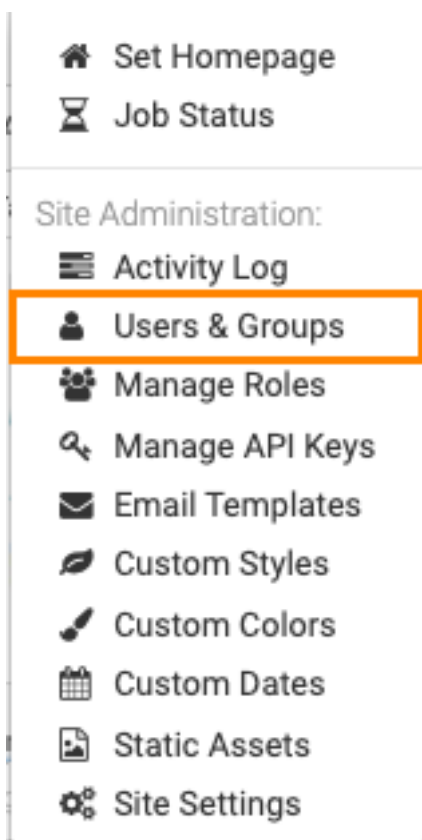 Set Homepage
Job Status
Site Administration:
Activity Log
Users & Groups
Manage Roles
Manage API Keys
Email Templates
Custom Styles
Custom Colors
Custom Dates
Static Assets
Site Settings